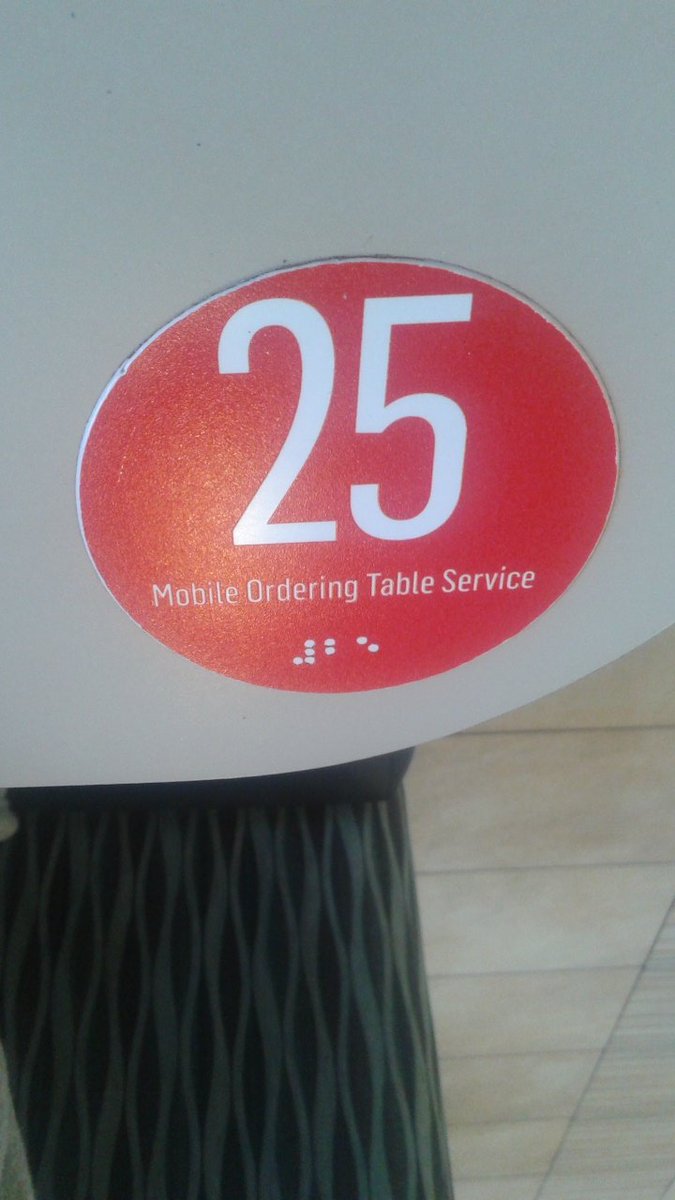 25
Mobile Ordering Table Service
⠼⠃⠑